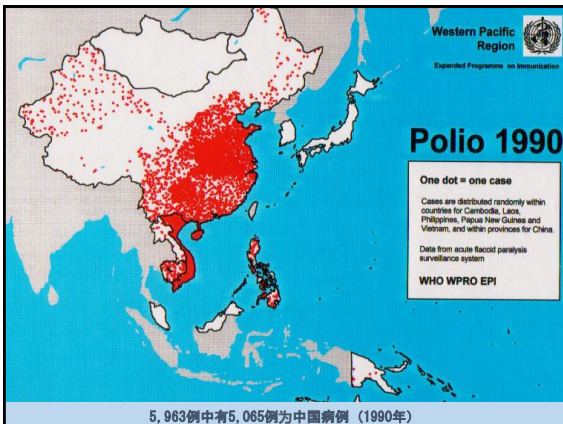 Western Pacific
Region
Expanded Programme on Immunization
Polio 1990
One dot = one case
Cases are distributed randomly within
countries for Cambodia, Laos,
Philippines, Papua New Guinea and
Vietnam, and within provinces for China.
Data from acute flaccid paralysis
surveillance system
WHO WPRO EPI
5,963例中有5,065例为中国病例 (1990年)